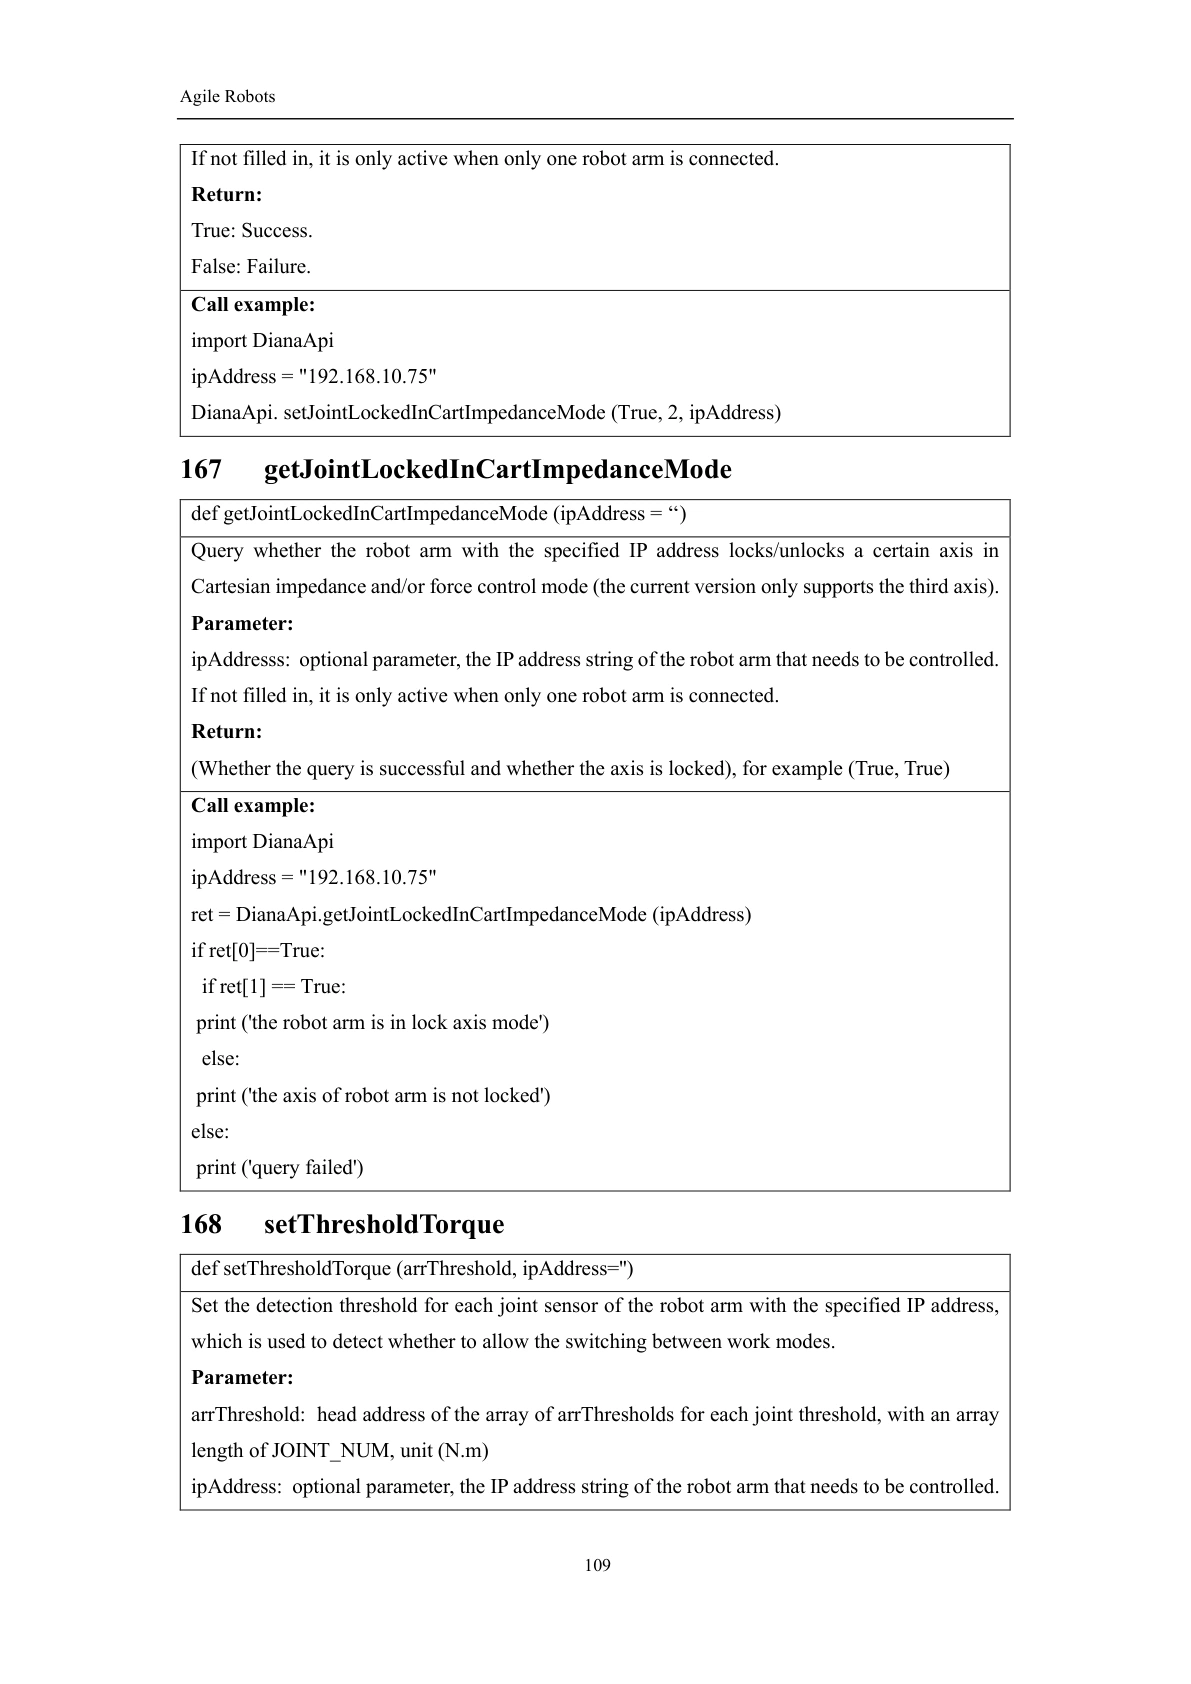 Agile Robots
If not filled in, it is only active when only one robot arm is connected.
Return:
True: Success.
False: Failure.
Call example:
import DianaApi
ipAddress = "192.168.10.75"
DianaApi. setJointLockedInCartImpedanceMode (True, 2, ipAddress)
167 getJointLockedInCartImpedanceMode
def getJointLockedInCartImpedanceMode (ipAddress = “)
Query whether the robot arm with the specified IP address locks/unlocks a certain axis in
Cartesian impedance and/or force control mode (the current version only supports the third axis).
Parameter:
ipAddresss: optional parameter, the IP address string of the robot arm that needs to be controlled.
If not filled in, it is only active when only one robot arm is connected.
Return:
(Whether the query is successful and whether the axis is locked), for example (True, True)
Call example:
import DianaApi
ipAddress = "192.168.10.75"
ret = DianaApi.getJointLockedInCartImpedanceMode (ipAddress)
if ret[0]==True:
if ret[1] == True:
print ('the robot arm is in lock axis mode')
else:
print ('the axis of robot arm is not locked')
else:
print ('query failed')
168 setThresholdTorque
def setThresholdTorque (arrThreshold, ipAddress='')
Set the detection threshold for each joint sensor of the robot arm with the specified IP address,
which is used to detect whether to allow the switching between work modes.
Parameter:
arrThreshold: head address of the array of arrThresholds for each joint threshold, with an array
length of JOINT_NUM, unit (N.m)
ipAddress: optional parameter, the IP address string of the robot arm that needs to be controlled.
109